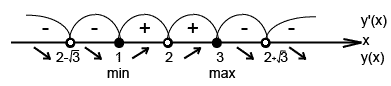 y'(x)
- - + + - -
x
2-√3 1 2 3 2+√3 y(x)
min max